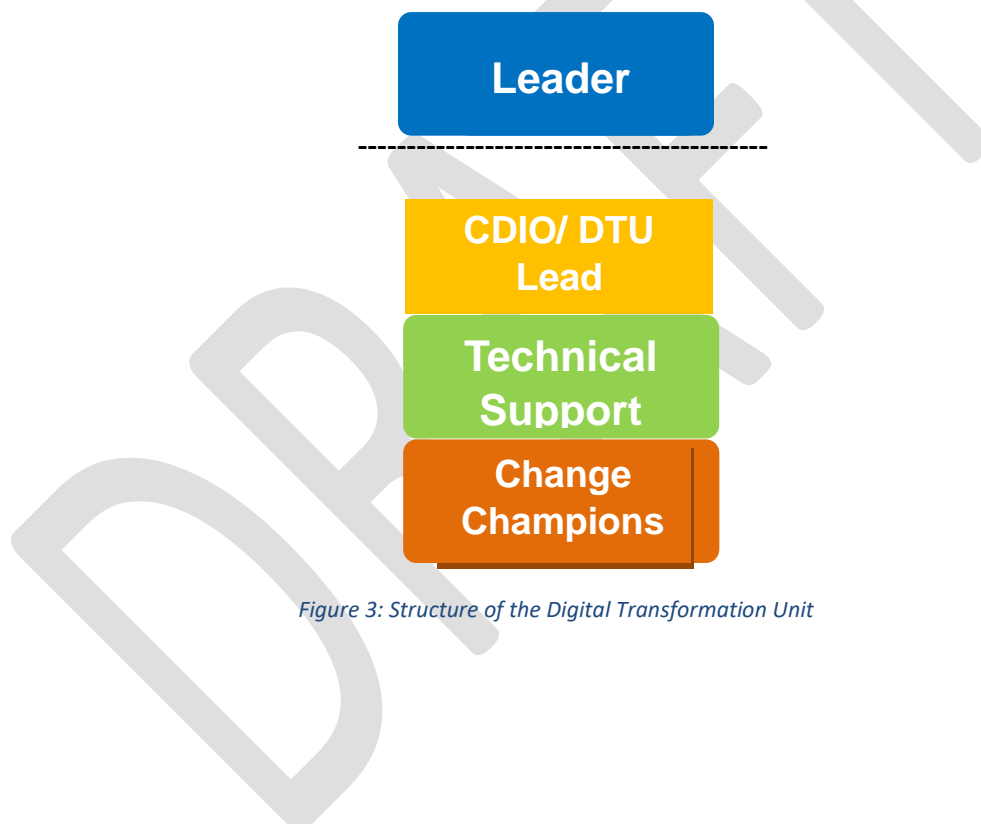 Leader
CDIO/ DTU
Lead
Technical
Support
Change
Champions
Figure 3: Structure of the Digital Transformation Unit
DRAFT